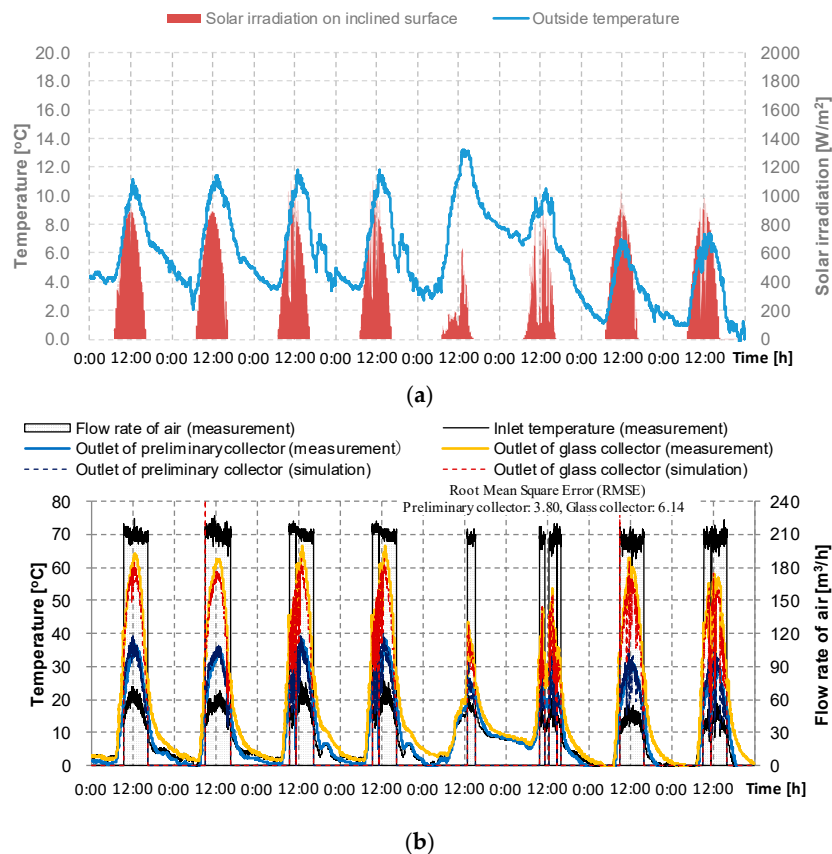 Solar irradiation on inclined surface Outside temperature
20.0 2000
18.0 1800
16.0 1600
14.0 1400
12.0 1200
10.0 1000
8.0 800
6.0 600
4.0 400
2.0 200
0.0 0
Temperature [°C]
Solar irradiation [W/m²]
0:00 12:00 0:00 12:00 0:00 12:00 0:00 12:00 0:00 12:00 0:00 12:00 0:00 12:00 0:00 12:00 Time [h]
(a)
Flow rate of air (measurement) Inlet temperature (measurement)
Outlet of preliminary collector (measurement) Outlet of glass collector (measurement)
Outlet of preliminary collector (simulation) Outlet of glass collector (simulation)
Root Mean Square Error (RMSE)
Preliminary collector: 3.80, Glass collector: 6.14
80 240
70 210
60 180
50 150
40 120
30 90
20 60
10 30
0 0
Temperature [°C]
Flow rate of air [m³/h]
0:00 12:00 0:00 12:00 0:00 12:00 0:00 12:00 0:00 12:00 0:00 12:00 0:00 12:00 0:00 12:00 Time [h]
(b)